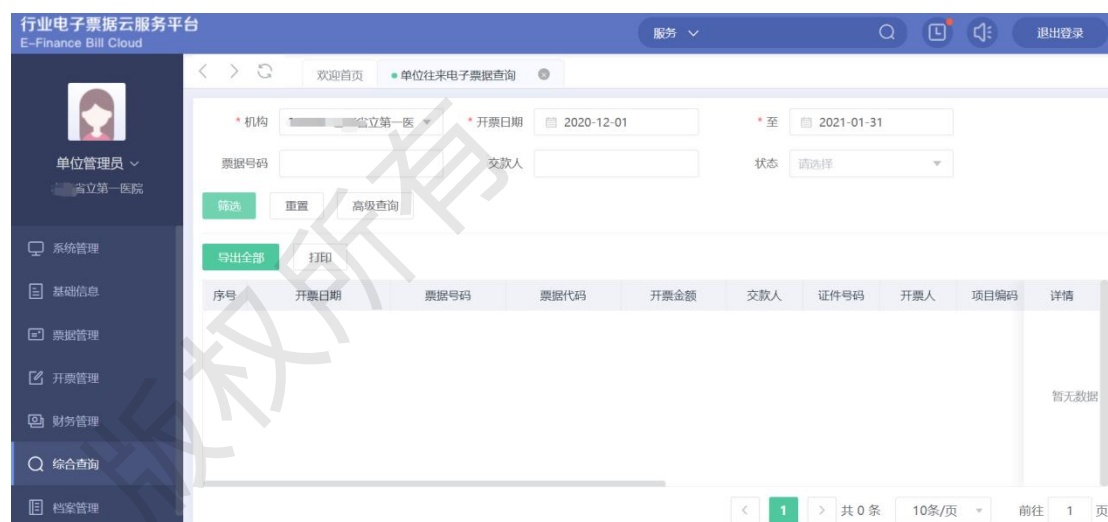 行业电子票据云服务平台
E-Finance Bill Cloud
服务
退出登录
欢迎首页
单位往来电子票据查询
单位管理员
省立第一医院
* 机构 省立第一医
* 开票日期 2020-12-01
* 至 2021-01-31
票据号码
交款人
状态 请选择
筛选 重置 高级查询
导出全部 打印
序号 开票日期 票据号码 票据代码 开票金额 交款人 证件号码 开票人 项目编码 详情
暂无数据
系统管理
基础信息
票据管理
开票管理
财务管理
综合查询
档案管理
1 共 0 条 10条/页 前往 1 页
版权所有